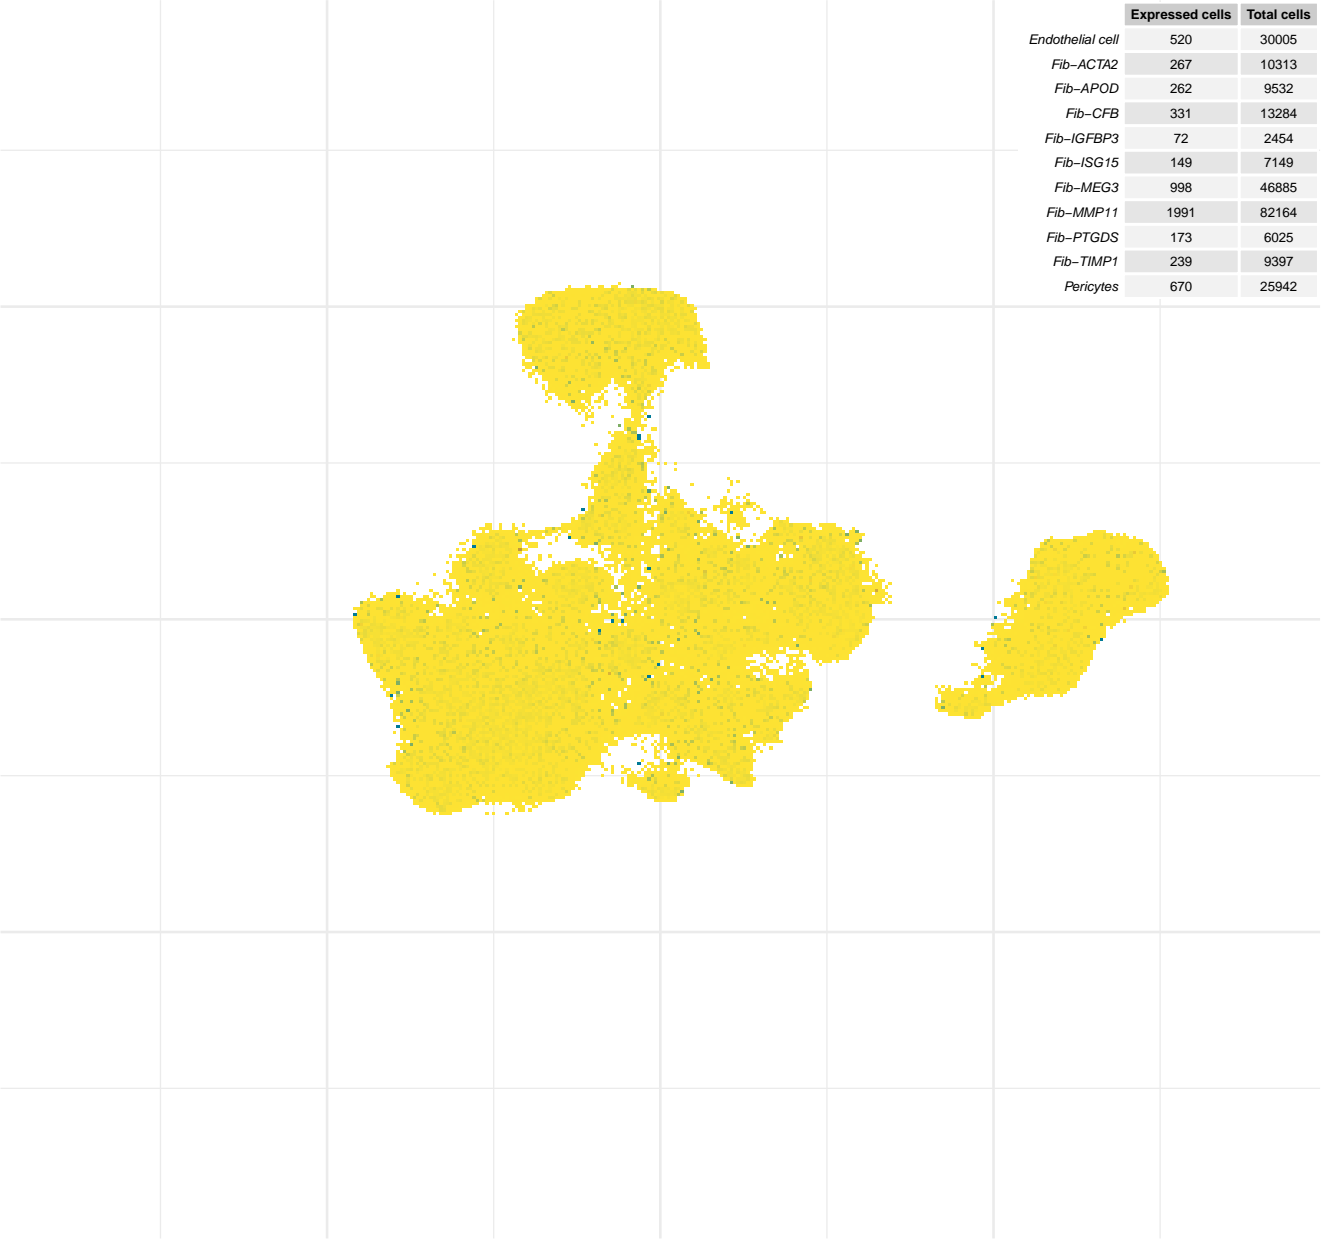 Expressed cells Total cells
Endothelial cell 520 30005
Fib−ACTA2 267 10313
Fib−APOD 262 9532
Fib−CFB 331 13284
Fib−IGFBP3 72 2454
Fib−ISG15 149 7149
Fib−MEG3 998 46885
Fib−MMP11 1991 82164
Fib−PTGDS 173 6025
Fib−TIMP1 239 9397
Pericytes 670 25942